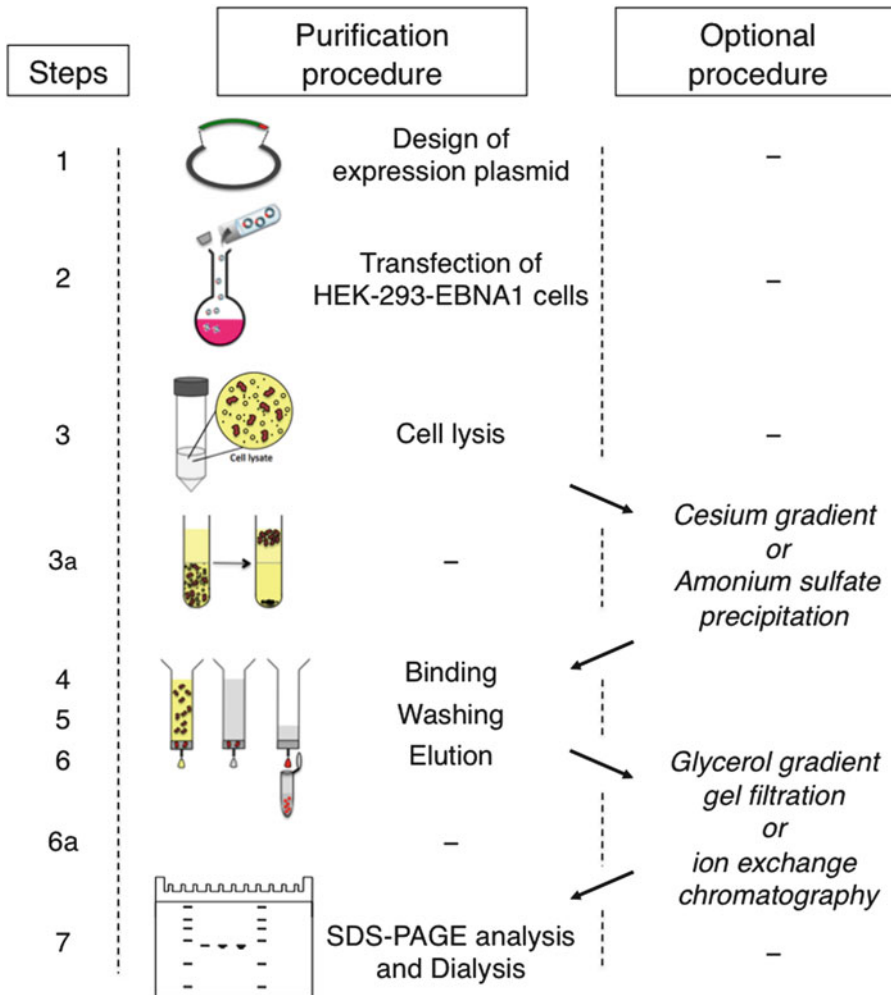 Steps
Purification
procedure
Optional
procedure
1
Design of
expression plasmid
–
2
Transfection of
HEK-293-EBNA1 cells
–
3
Cell lysate
Cell lysis
–
3a
–
Cesium gradient
or
Amonium sulfate
precipitation
4
Binding
5
Washing
6
Elution
Glycerol gradient
gel filtration
or
ion exchange
chromatography
6a
–
7
SDS-PAGE analysis
and Dialysis
–